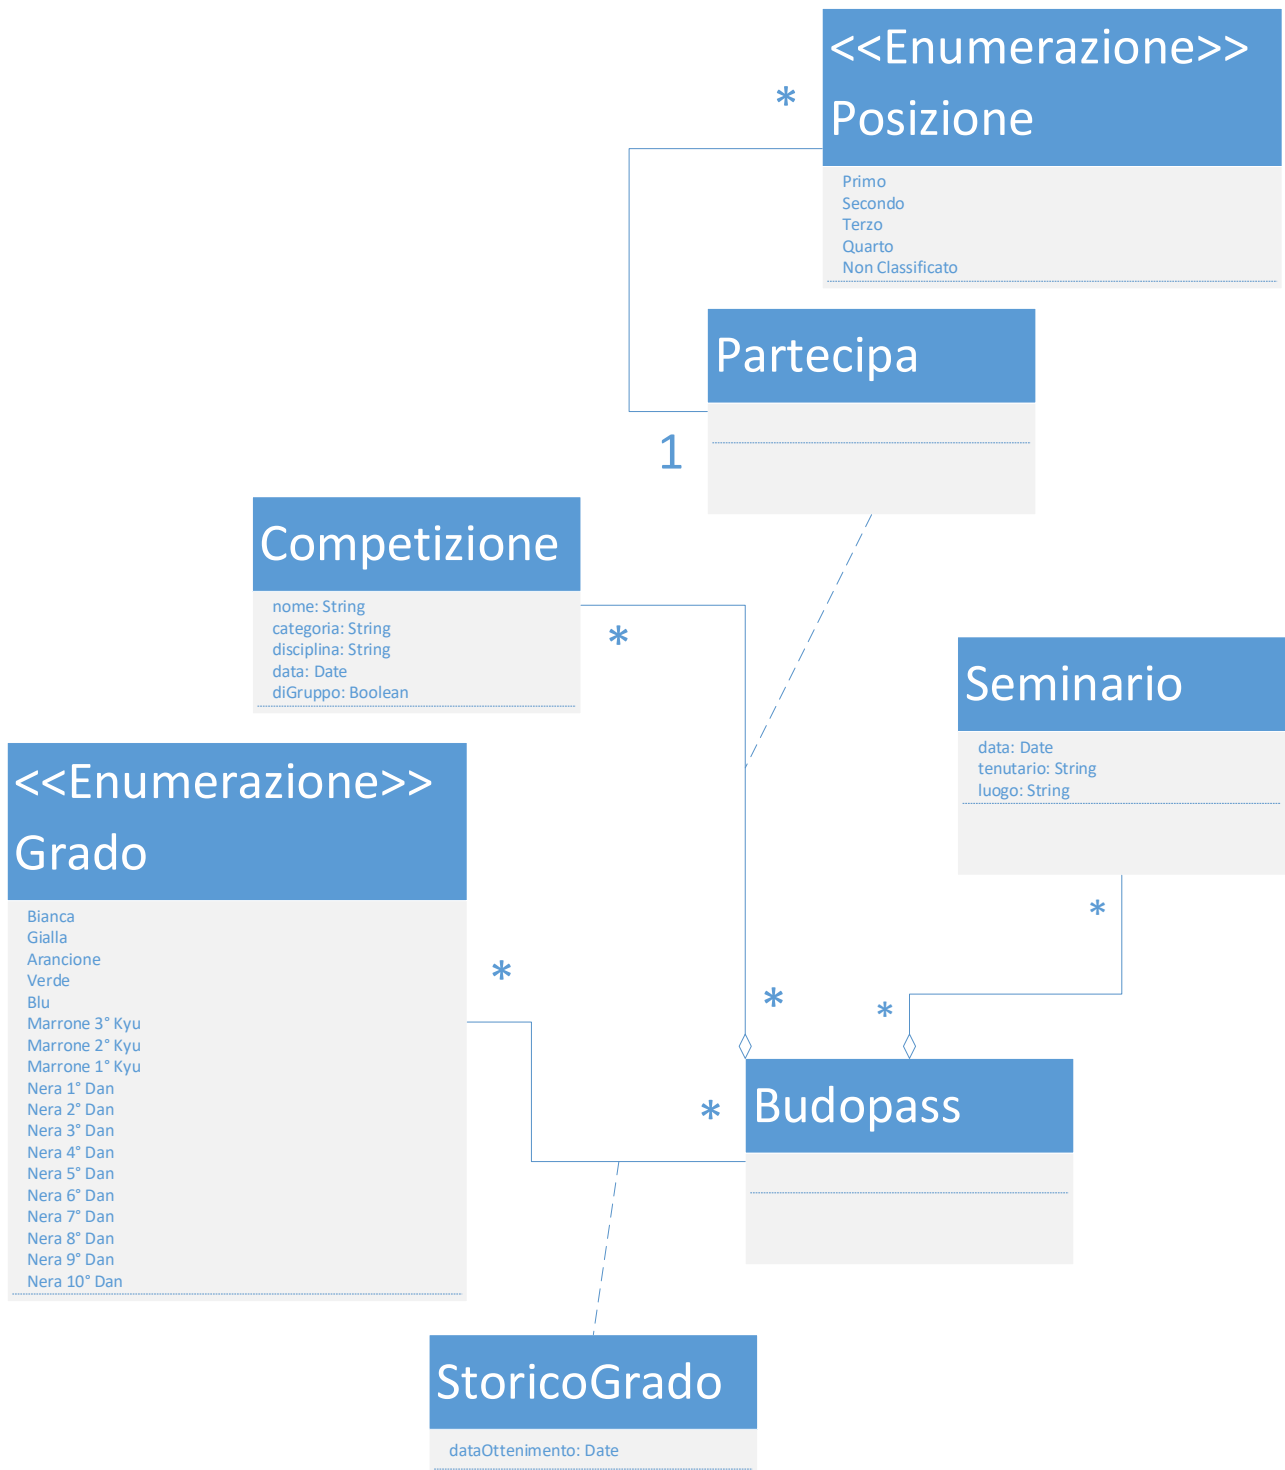 <<Enumerazione>>
Posizione
*
Primo
Secondo
Terzo
Quarto
Non Classificato
Partecipa
1
Competizione
nome: String
categoria: String
disciplina: String
data: Date
diGruppo: Boolean
*
Seminario
data: Date
tenutario: String
luogo: String
*
<<Enumerazione>>
Grado
Bianca
Gialla
Arancione
Verde
Blu
Marrone 3° Kyu
Marrone 2° Kyu
Marrone 1° Kyu
Nera 1° Dan
Nera 2° Dan
Nera 3° Dan
Nera 4° Dan
Nera 5° Dan
Nera 6° Dan
Nera 7° Dan
Nera 8° Dan
Nera 9° Dan
Nera 10° Dan
*
*
*
*
Budopass
StoricoGrado
dataOttenimento: Date